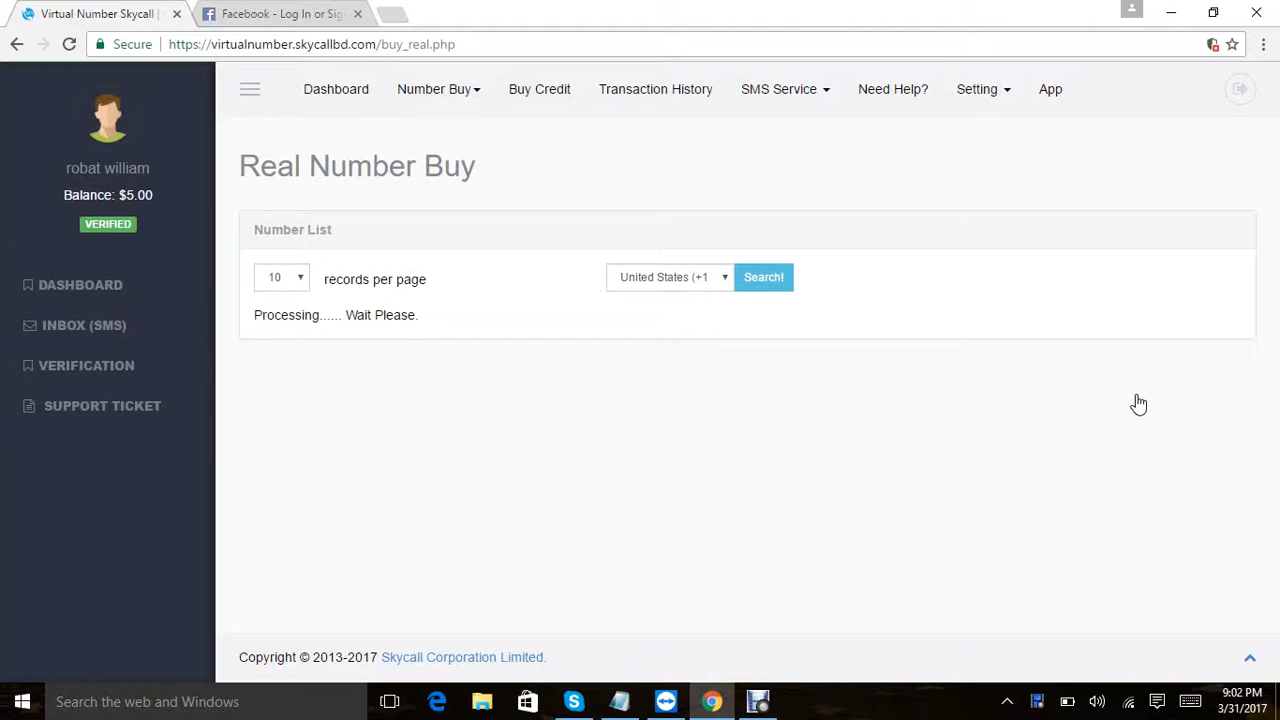 Virtual Number Skycall |
Facebook - Log In or Sig
Secure https://virtualnumber.skycallbd.com/buy_real.php
robat william
Balance: $5.00
VERIFIED
DASHBOARD
INBOX (SMS)
VERIFICATION
SUPPORT TICKET
Dashboard Number Buy Buy Credit Transaction History SMS Service Need Help? Setting App
Real Number Buy
Number List
10 records per page United States (+1 Search!
Processing...... Wait Please.
Copyright © 2013-2017 Skycall Corporation Limited.
Search the web and Windows
9:02 PM
3/31/2017